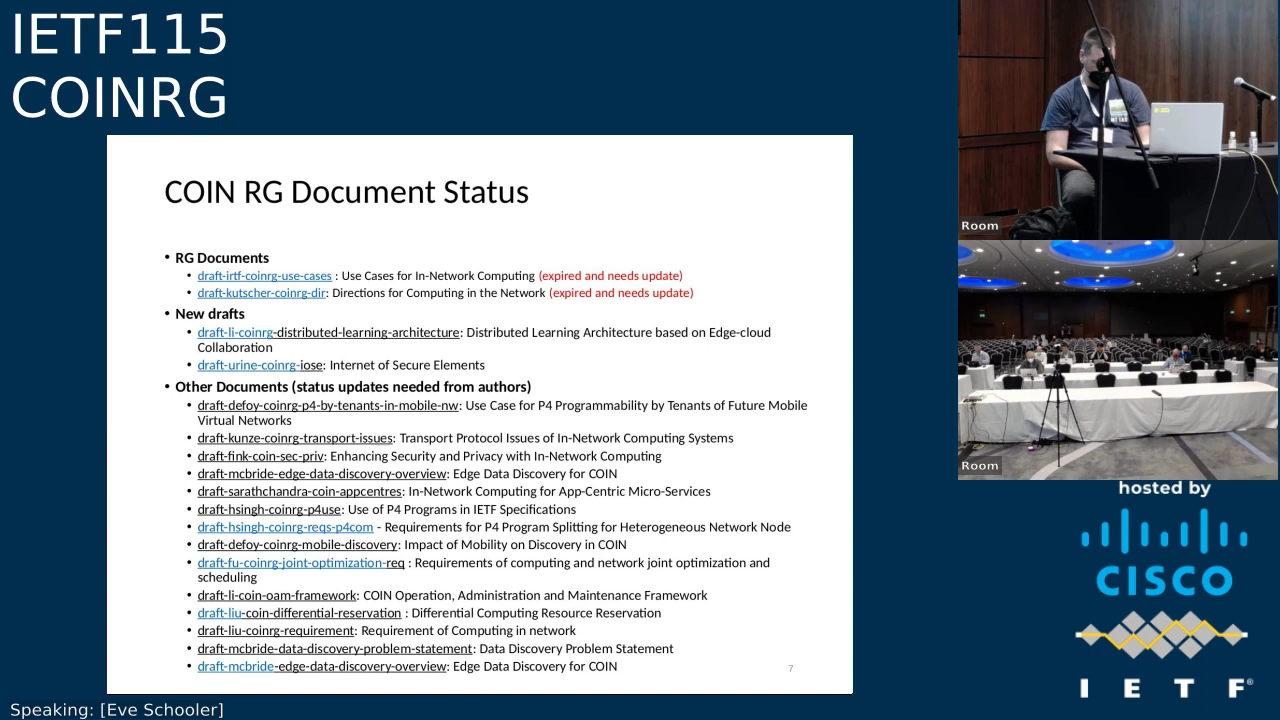 IETF115
COINRG
COIN RG Document Status
• RG Documents
• draft-irtf-coinrg-use-cases : Use Cases for In-Network Computing (expired and needs update)
• draft-kutscher-coinrg-dir: Directions for Computing in the Network (expired and needs update)
• New drafts
• draft-li-coinrg-distributed-learning-architecture: Distributed Learning Architecture based on Edge-cloud
Collaboration
• draft-urine-coinrg-iose: Internet of Secure Elements
• Other Documents (status updates needed from authors)
• draft-defoy-coinrg-p4-by-tenants-in-mobile-nw: Use Case for P4 Programmability by Tenants of Future Mobile
Virtual Networks
• draft-kunze-coinrg-transport-issues: Transport Protocol Issues of In-Network Computing Systems
• draft-fink-coin-sec-priv: Enhancing Security and Privacy with In-Network Computing
• draft-mcbride-edge-data-discovery-overview: Edge Data Discovery for COIN
• draft-sarathchandra-coin-appcentres: In-Network Computing for App-Centric Micro-Services
• draft-hsingh-coinrg-p4use: Use of P4 Programs in IETF Specifications
• draft-hsingh-coinrg-reqs-p4com - Requirements for P4 Program Splitting for Heterogeneous Network Node
• draft-defoy-coinrg-mobile-discovery: Impact of Mobility on Discovery in COIN
• draft-fu-coinrg-joint-optimization-req : Requirements of computing and network joint optimization and
scheduling
• draft-li-coin-oam-framework: COIN Operation, Administration and Maintenance Framework
• draft-liu-coin-differential-reservation : Differential Computing Resource Reservation
• draft-liu-coinrg-requirement: Requirement of Computing in network
• draft-mcbride-data-discovery-problem-statement: Data Discovery Problem Statement
• draft-mcbride-edge-data-discovery-overview: Edge Data Discovery for COIN
7
Room
Room
hosted by
CISCO
I E T F®
Speaking: [Eve Schooler]